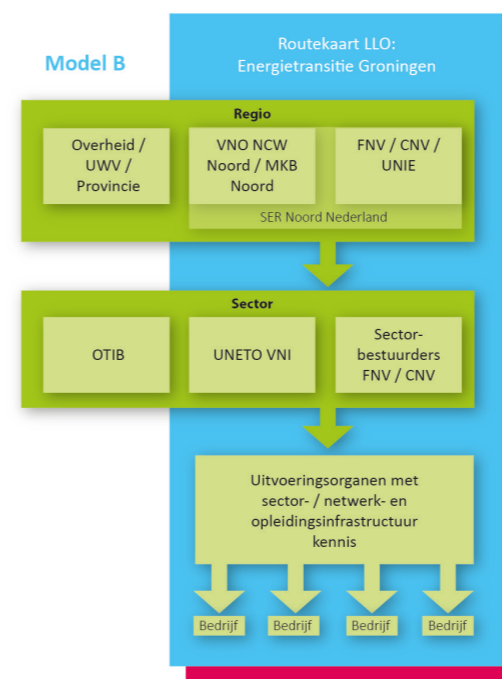 Model B
Routekaart LLO:
Energietransitie Groningen
Regio
Overheid /
UWV /
Provincie
VNO NCW
Noord / MKB
Noord
FNV / CNV /
UNIE
SER Noord Nederland
Sector
OTIB
UNETO VNI
Sector-
bestuurders
FNV / CNV
Uitvoeringsorganen met
sector- / netwerk- en
opleidingsinfrastructuur
kennis
Bedrijf
Bedrijf
Bedrijf
Bedrijf